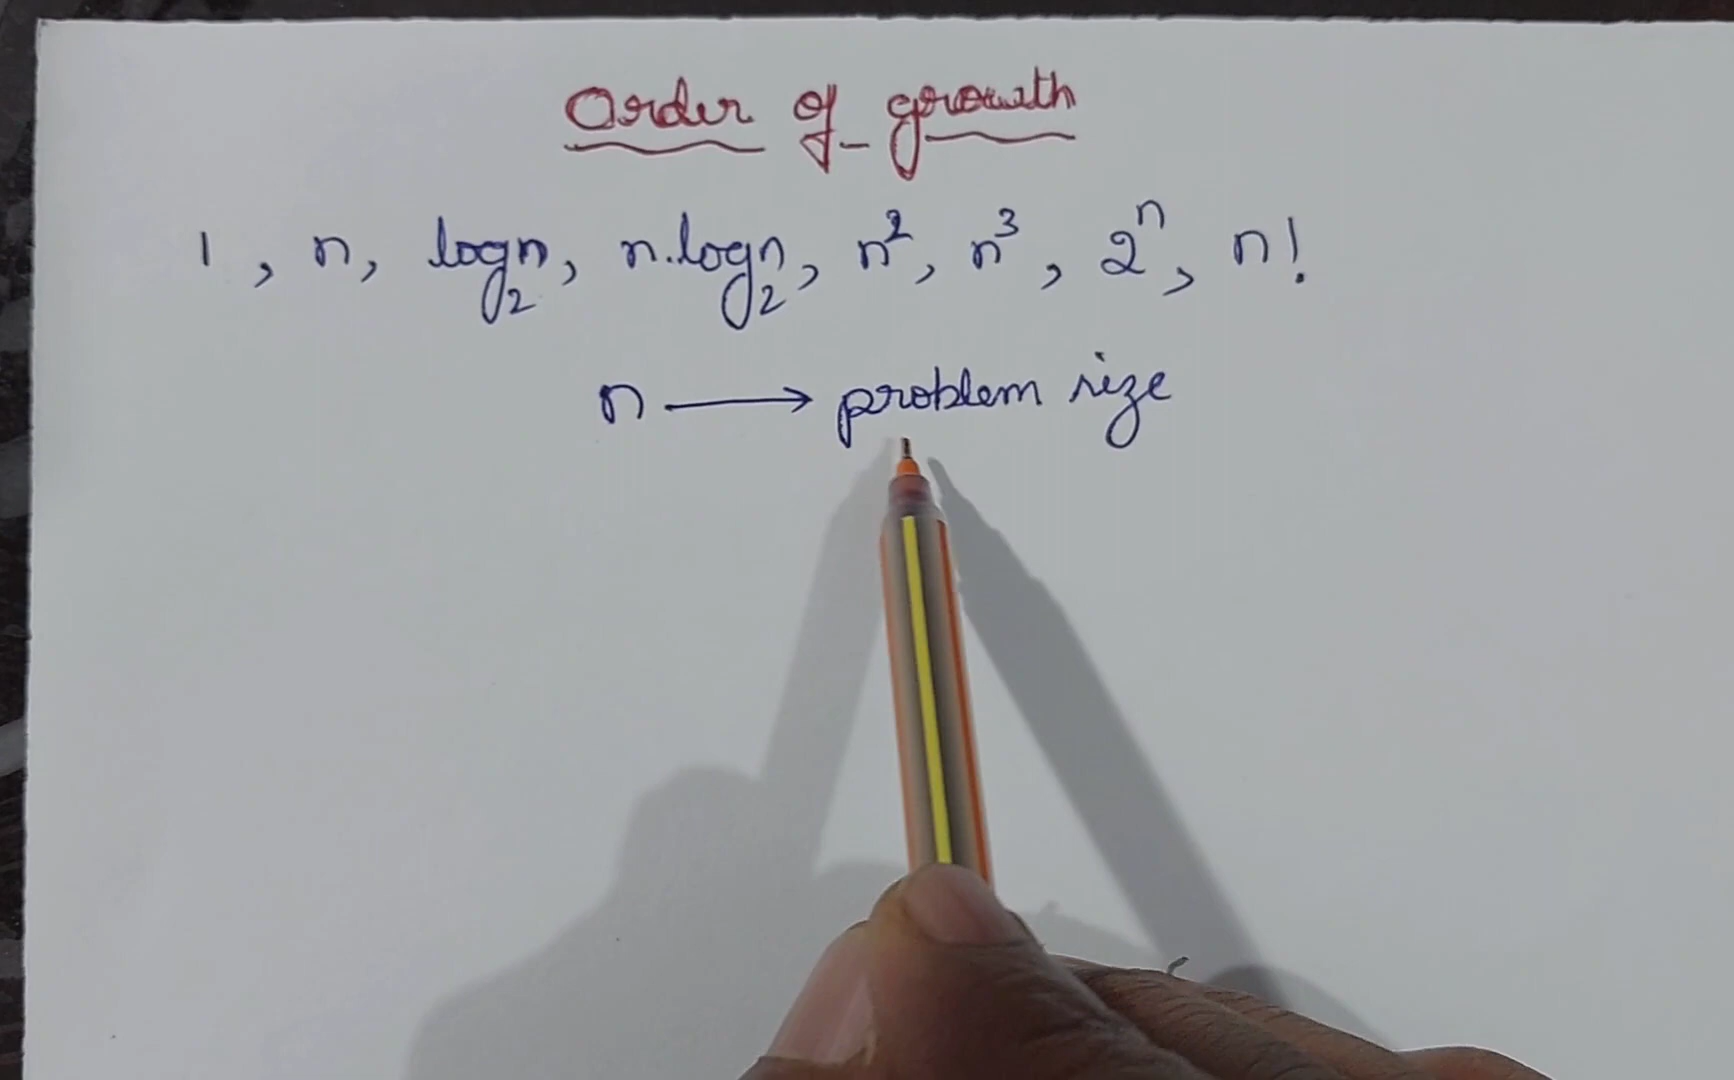 Order of growth
1, n, log₂n, n.log₂n, n², n³, 2ⁿ, n!
n ⟶ problem size